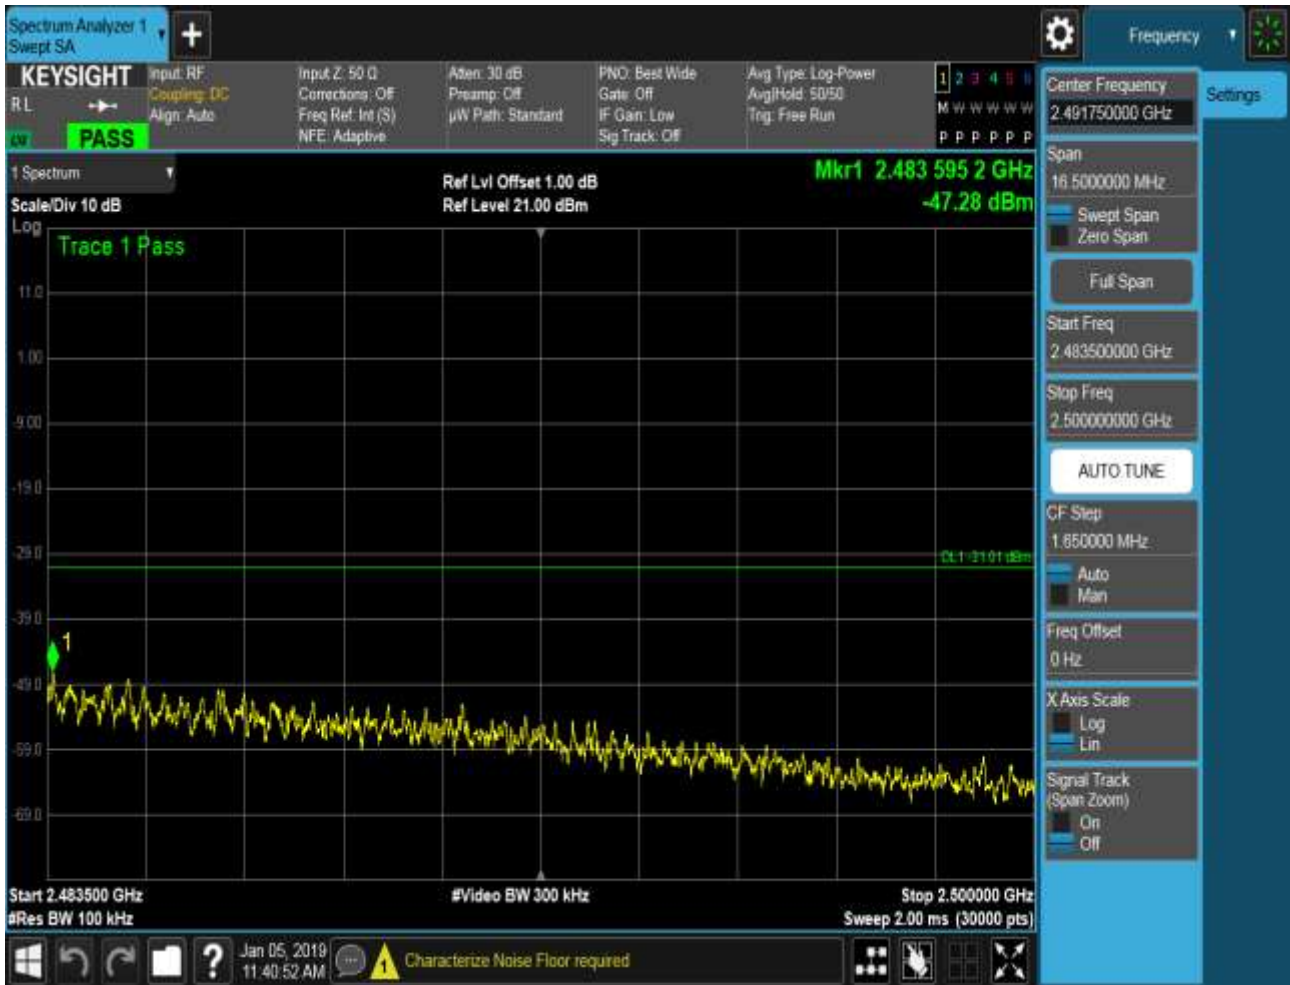 Spectrum Analyzer 1
Swept SA
Frequency
KEYSIGHT
R L
PASS
Input: RF
Coupling: DC
Align: Auto
Input Z: 50 Ω
Corrections: Off
Freq Ref: Int (S)
NFE: Adaptive
Atten: 30 dB
Preamp: Off
µW Path: Standard
PNO: Best Wide
Gate: Off
IF Gain: Low
Sig Track: Off
Avg Type: Log-Power
Avg|Hold: 50/50
Trig: Free Run
1 2 3 4 5 6
M W W W W W
P P P P P P
Center Frequency
2.491750000 GHz
Settings
1 Spectrum
Scale/Div 10 dB
Ref Lvl Offset 1.00 dB
Ref Level 21.00 dBm
Mkr1 2.483 595 2 GHz
-47.28 dBm
Span
16.5000000 MHz
Swept Span
Zero Span
Full Span
Start Freq
2.483500000 GHz
Stop Freq
2.500000000 GHz
AUTO TUNE
CF Step
1.650000 MHz
Auto
Man
Freq Offset
0 Hz
X Axis Scale
Log
Lin
Signal Track
(Span Zoom)
On
Off
Log
Trace 1 Pass
11.0
1.00
-9.00
-19.0
-29.0
DL1 -31.01 dBm
-39.0
1
-49.0
-59.0
-69.0
Start 2.483500 GHz
#Video BW 300 kHz
Stop 2.500000 GHz
#Res BW 100 kHz
Sweep 2.00 ms (30000 pts)
?
Jan 05, 2019
11:40:52 AM
1
Characterize Noise Floor required